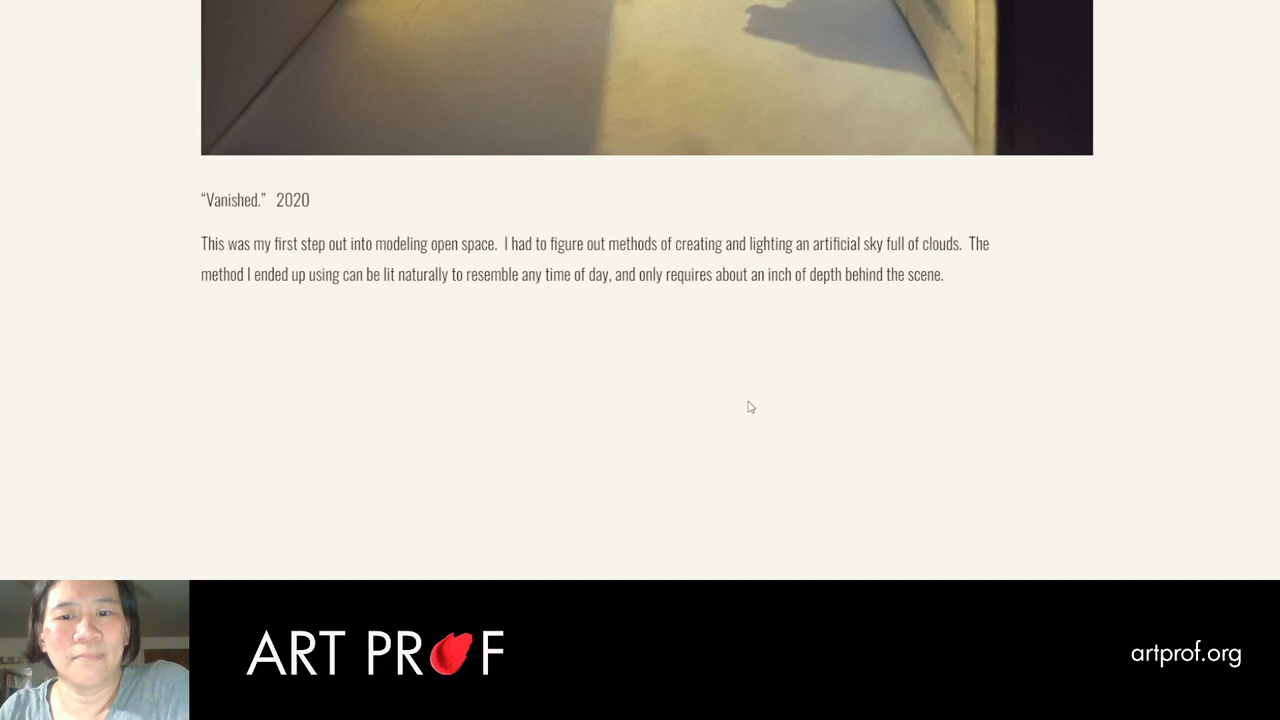 “Vanished.” 2020
This was my first step out into modeling open space. I had to figure out methods of creating and lighting an artificial sky full of clouds. The
method I ended up using can be lit naturally to resemble any time of day, and only requires about an inch of depth behind the scene.
ART PROF
artprof.org